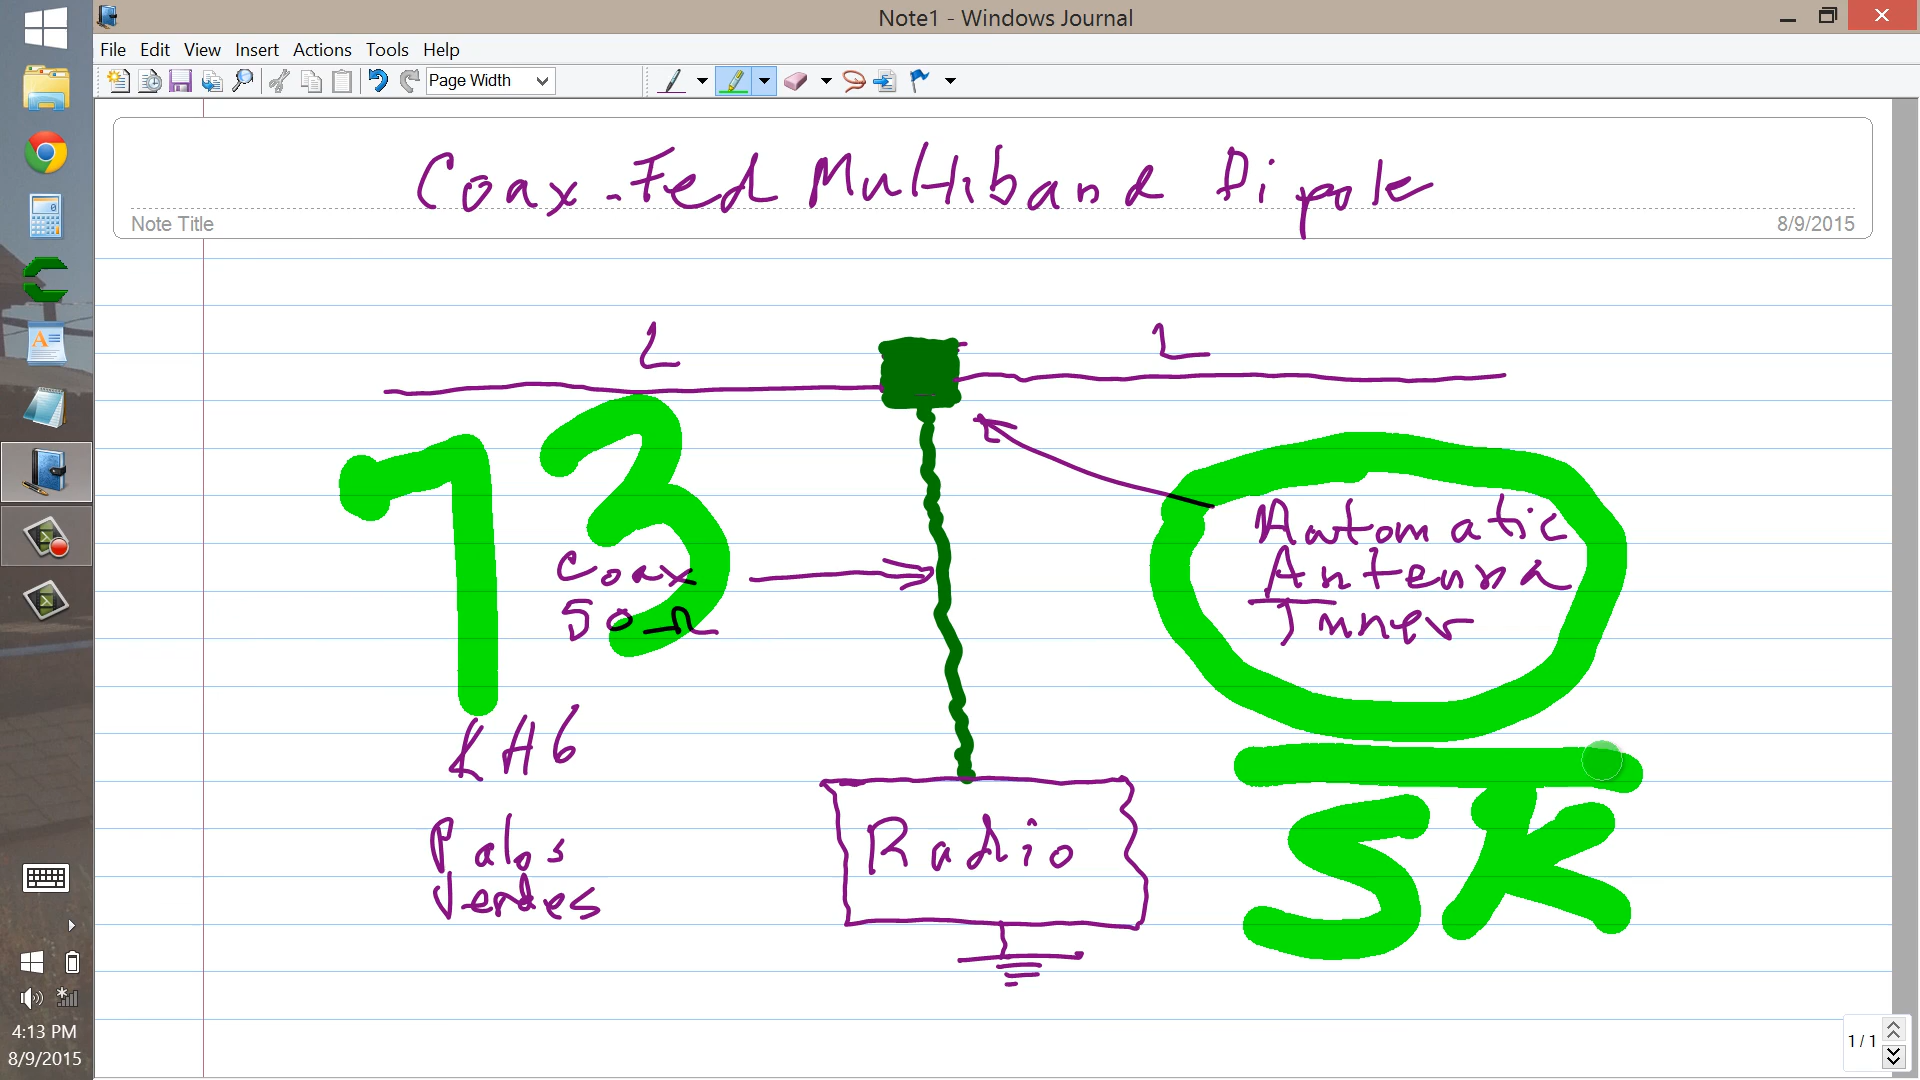 Note1 - Windows Journal
File Edit View Insert Actions Tools Help
Page Width
Coax-Fed Multiband Dipole
Note Title
8/9/2015
L
L
73
Automatic
Antenna
Tuner
Coax
50 Ω
KH6
Palos
Verdes
Radio
SK
4:13 PM
8/9/2015
1 / 1